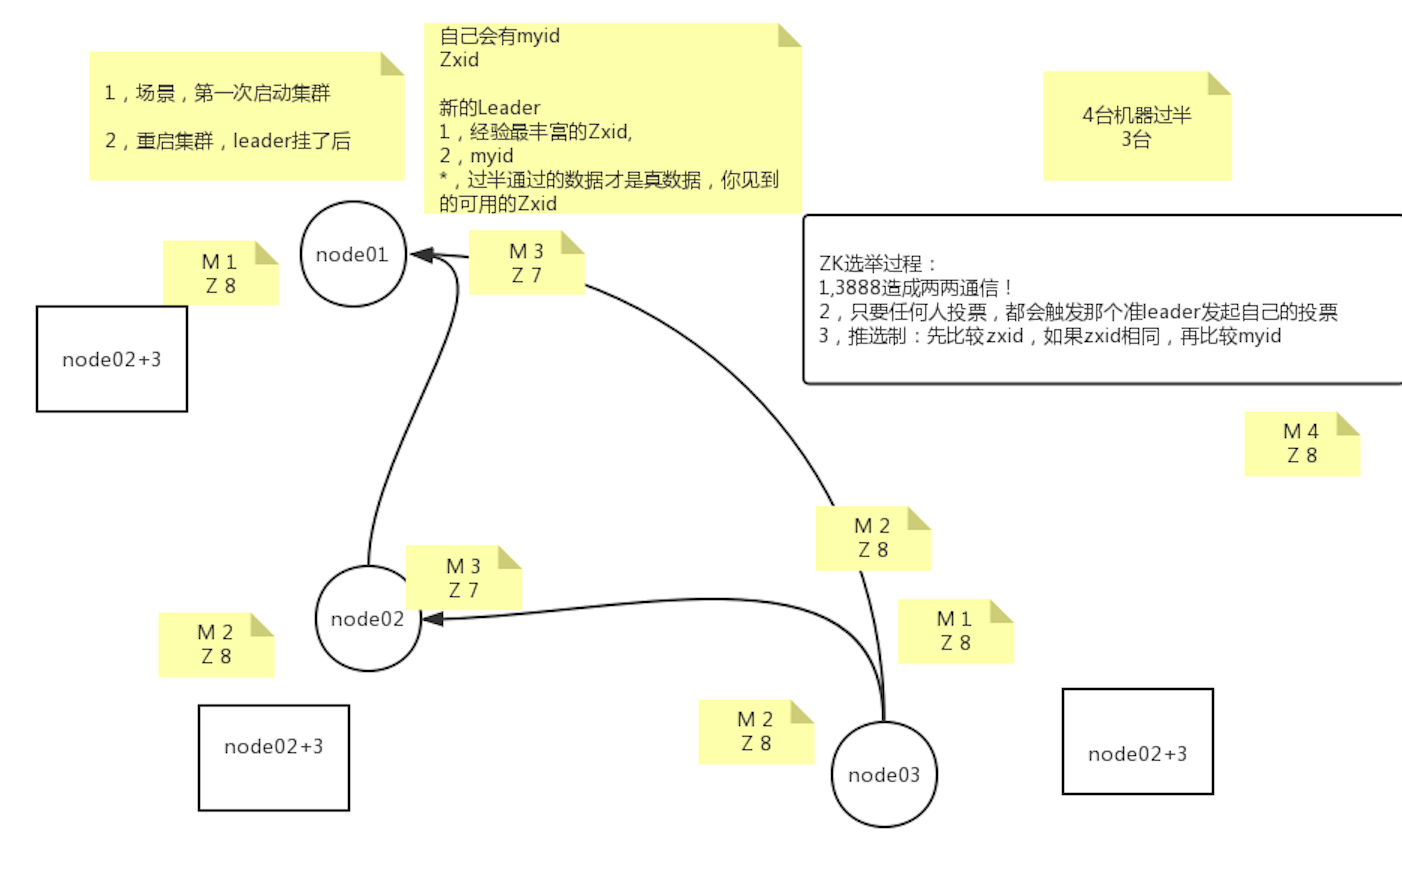 1，场景，第一次启动集群
2，重启集群，leader挂了后
自己会有myid
Zxid
新的Leader
1，经验最丰富的Zxid,
2，myid
*，过半通过的数据才是真数据，你见到
的可用的Zxid
4台机器过半
3台
node01
M 1
Z 8
M 3
Z 7
node02+3
ZK选举过程：
1,3888造成两两通信！
2，只要任何人投票，都会触发那个准leader发起自己的投票
3，推选制：先比较zxid，如果zxid相同，再比较myid
M 4
Z 8
M 2
Z 8
M 3
Z 7
node02
M 2
Z 8
M 1
Z 8
node02+3
M 2
Z 8
node03
node02+3